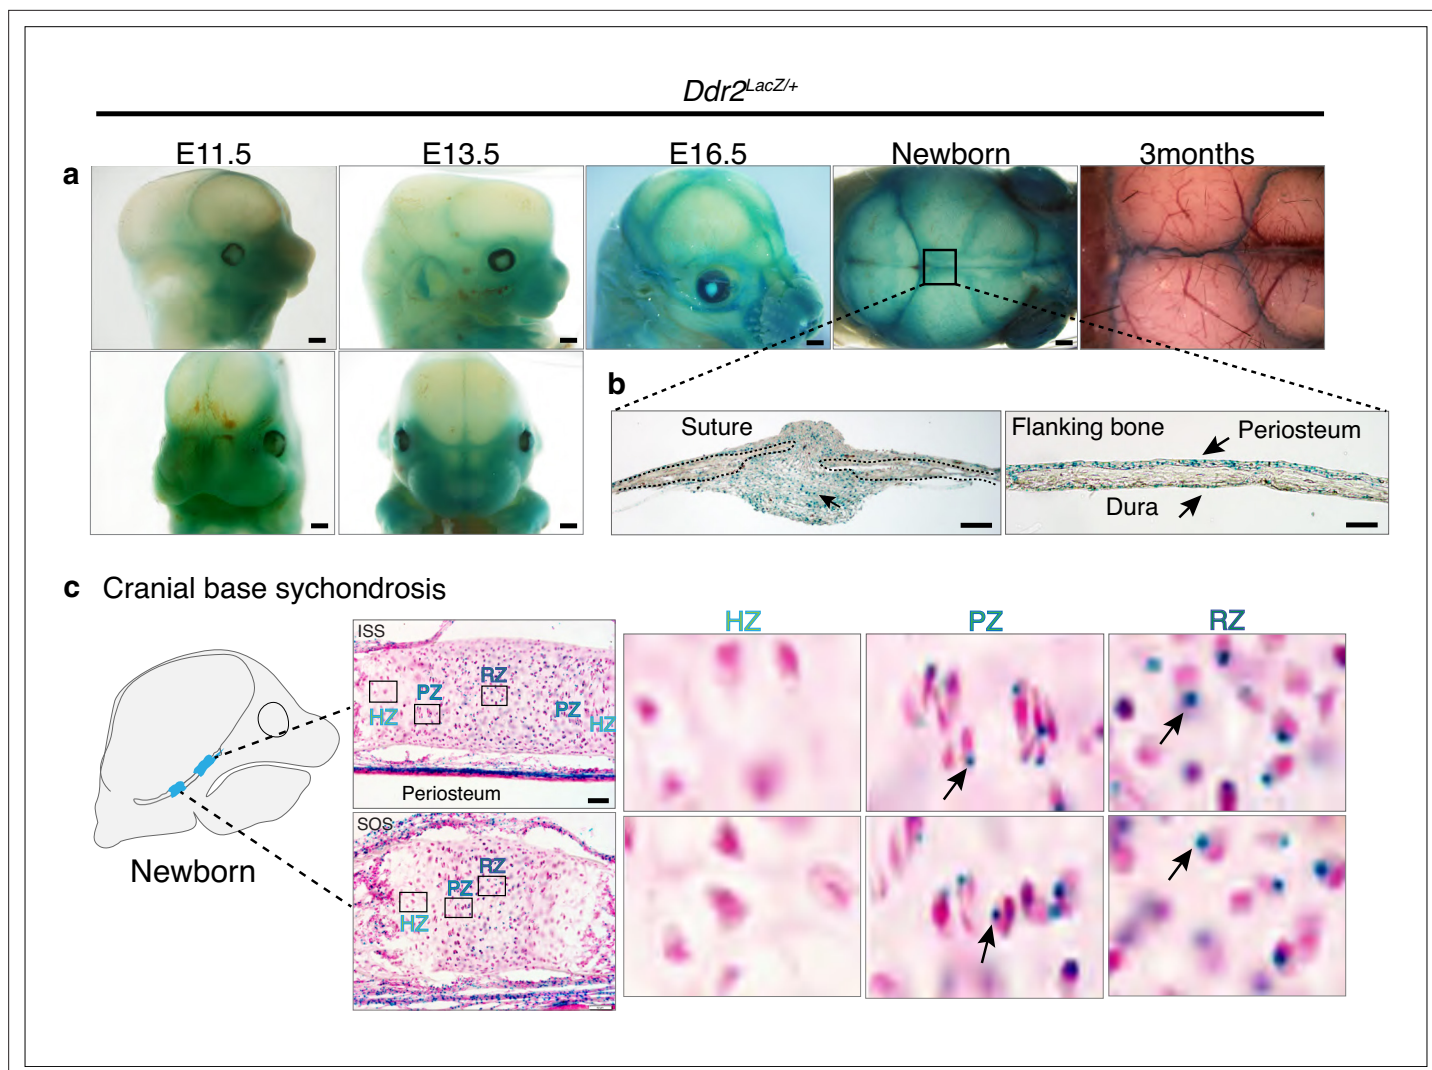 Ddr2LacZ/+
E11.5 E13.5 E16.5 Newborn 3months
a
b
Suture
Flanking bone
Periosteum
Dura
c Cranial base sychondrosis
Newborn
ISS
RZ
PZ
HZ
PZ
HZ
Periosteum
SOS
RZ
PZ
HZ
HZ PZ RZ